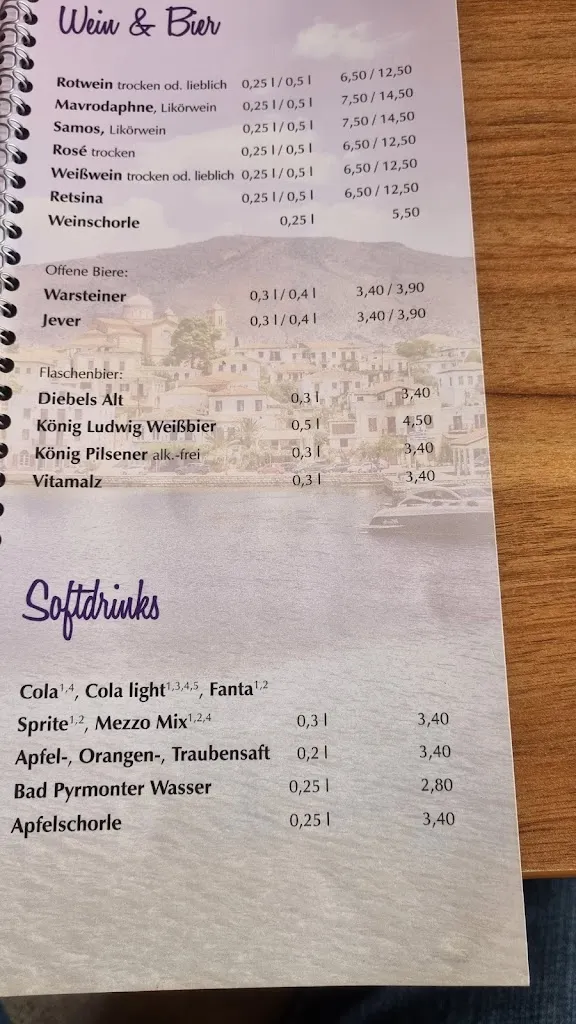 Wein & Bier
Rotwein trocken od. lieblich 0,25 l / 0,5 l 6,50 / 12,50
Mavrodaphne, Likörwein 0,25 l / 0,5 l 7,50 / 14,50
Samos, Likörwein 0,25 l / 0,5 l 7,50 / 14,50
Rosé trocken 0,25 l / 0,5 l 6,50 / 12,50
Weißwein trocken od. lieblich 0,25 l / 0,5 l 6,50 / 12,50
Retsina 0,25 l / 0,5 l 6,50 / 12,50
Weinschorle 0,25 l 5,50
Offene Biere:
Warsteiner 0,3 l / 0,4 l 3,40 / 3,90
Jever 0,3 l / 0,4 l 3,40 / 3,90
Flaschenbier:
Diebels Alt 0,3 l 3,40
König Ludwig Weißbier 0,5 l 4,50
König Pilsener alk.-frei 0,3 l 3,40
Vitamalz 0,3 l 3,40
Softdrinks
Cola1,4, Cola light1,3,4,5, Fanta1,2
Sprite1,2, Mezzo Mix1,2,4 0,3 l 3,40
Apfel-, Orangen-, Traubensaft 0,2 l 3,40
Bad Pyrmonter Wasser 0,25 l 2,80
Apfelschorle 0,25 l 3,40